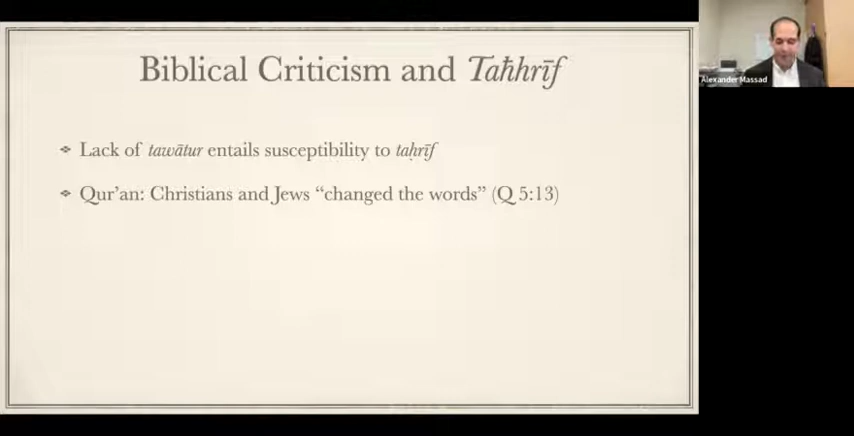 Biblical Criticism and Taħhrīf
Lack of tawātur entails susceptibility to taḥrīf
Qur’an: Christians and Jews “changed the words” (Q 5:13)
Alexander Massad